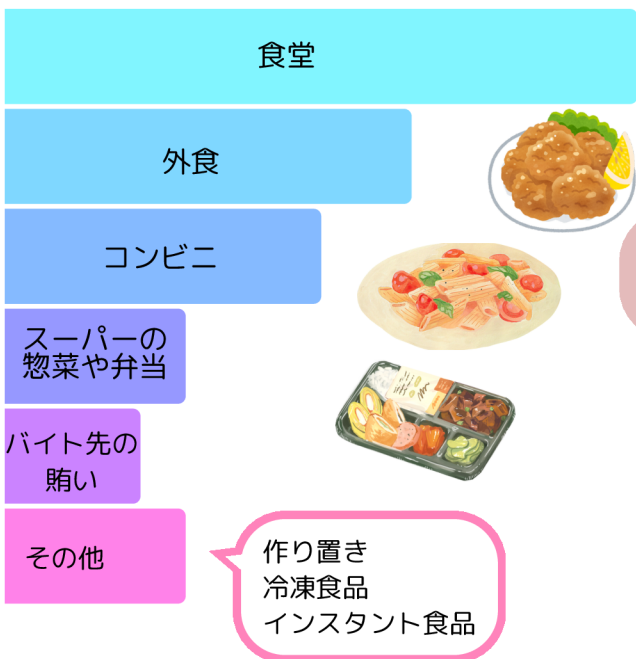 食堂
外食
コンビニ
スーパーの
惣菜や弁当
バイト先の
賄い
その他
作り置き
冷凍食品
インスタント食品